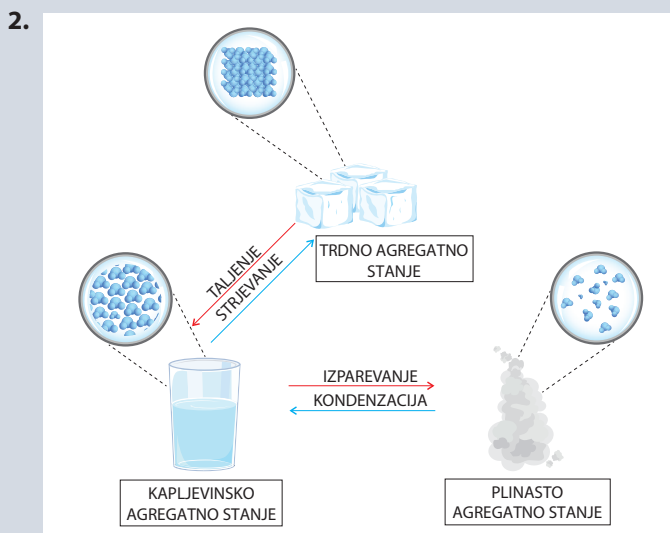 2.
TRDNO AGREGATNO
STANJE
TALJENJE
STRJEVANJE
IZPAREVANJE
KONDENZACIJA
KAPLJEVINSKO
AGREGATNO STANJE
PLINASTO
AGREGATNO STANJE